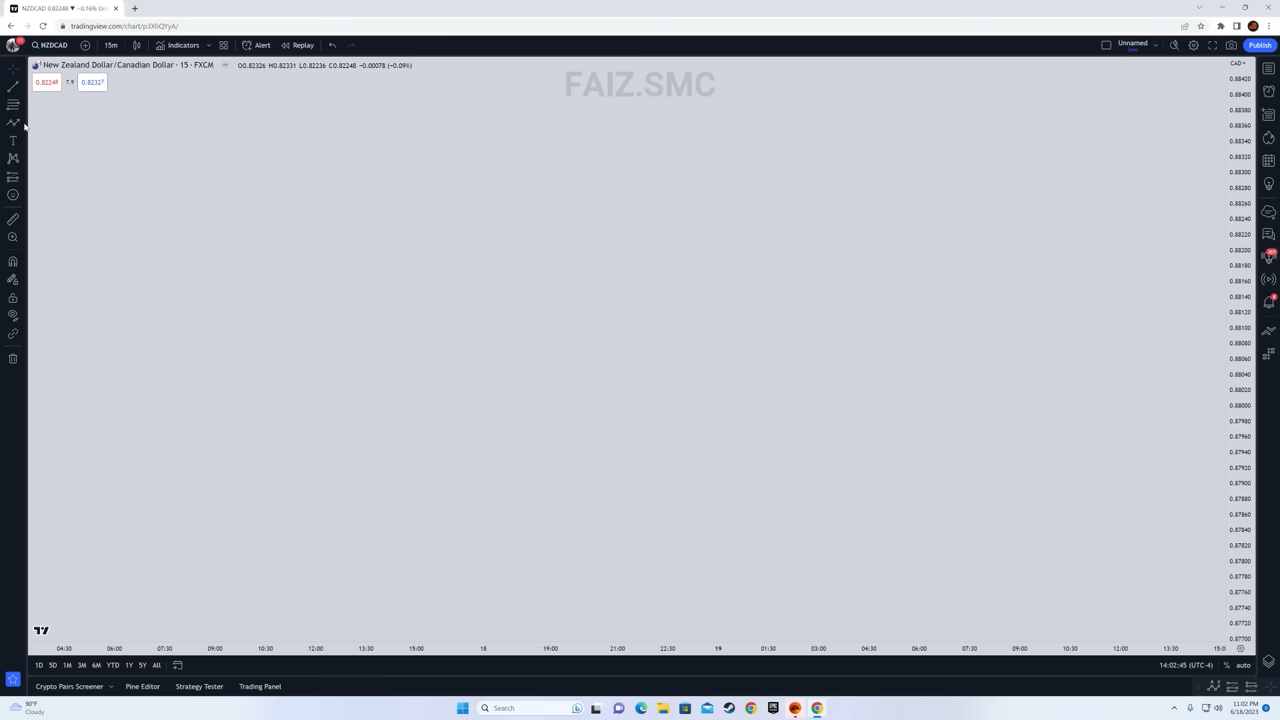 NZDCAD 0.82248 ▼ −0.16% Un
tradingview.com/chart/p3XhQYyA/
11
NZDCAD
15m
Indicators
Alert
Replay
Unnamed
Save
Publish
New Zealand Dollar/Canadian Dollar · 15 · FXCM
O0.82326 H0.82331 L0.82236 C0.82248 −0.00078 (−0.09%)
0.82248
7.9
0.82327
FAIZ.SMC
CAD
0.88420
0.88400
0.88380
0.88360
0.88340
0.88320
0.88300
0.88280
0.88260
0.88240
0.88220
0.88200
0.88180
0.88160
0.88140
0.88120
0.88100
0.88080
0.88060
0.88040
0.88020
0.88000
0.87980
0.87960
0.87940
0.87920
0.87900
0.87880
0.87860
0.87840
0.87820
0.87800
0.87780
0.87760
0.87740
0.87720
0.87700
04:30 06:00 07:30 09:00 10:30 12:00 13:30 15:00 18 21:00 22:30 19 01:30 03:00 04:30 06:00 07:30 09:00 10:30 12:00 13:30 15:0
1D 5D 1M 3M 6M YTD 1Y 5Y All
14:02:45 (UTC-4) % auto
Crypto Pairs Screener
Pine Editor
Strategy Tester
Trading Panel
90°F
Cloudy
Search
11:02 PM
6/18/2023